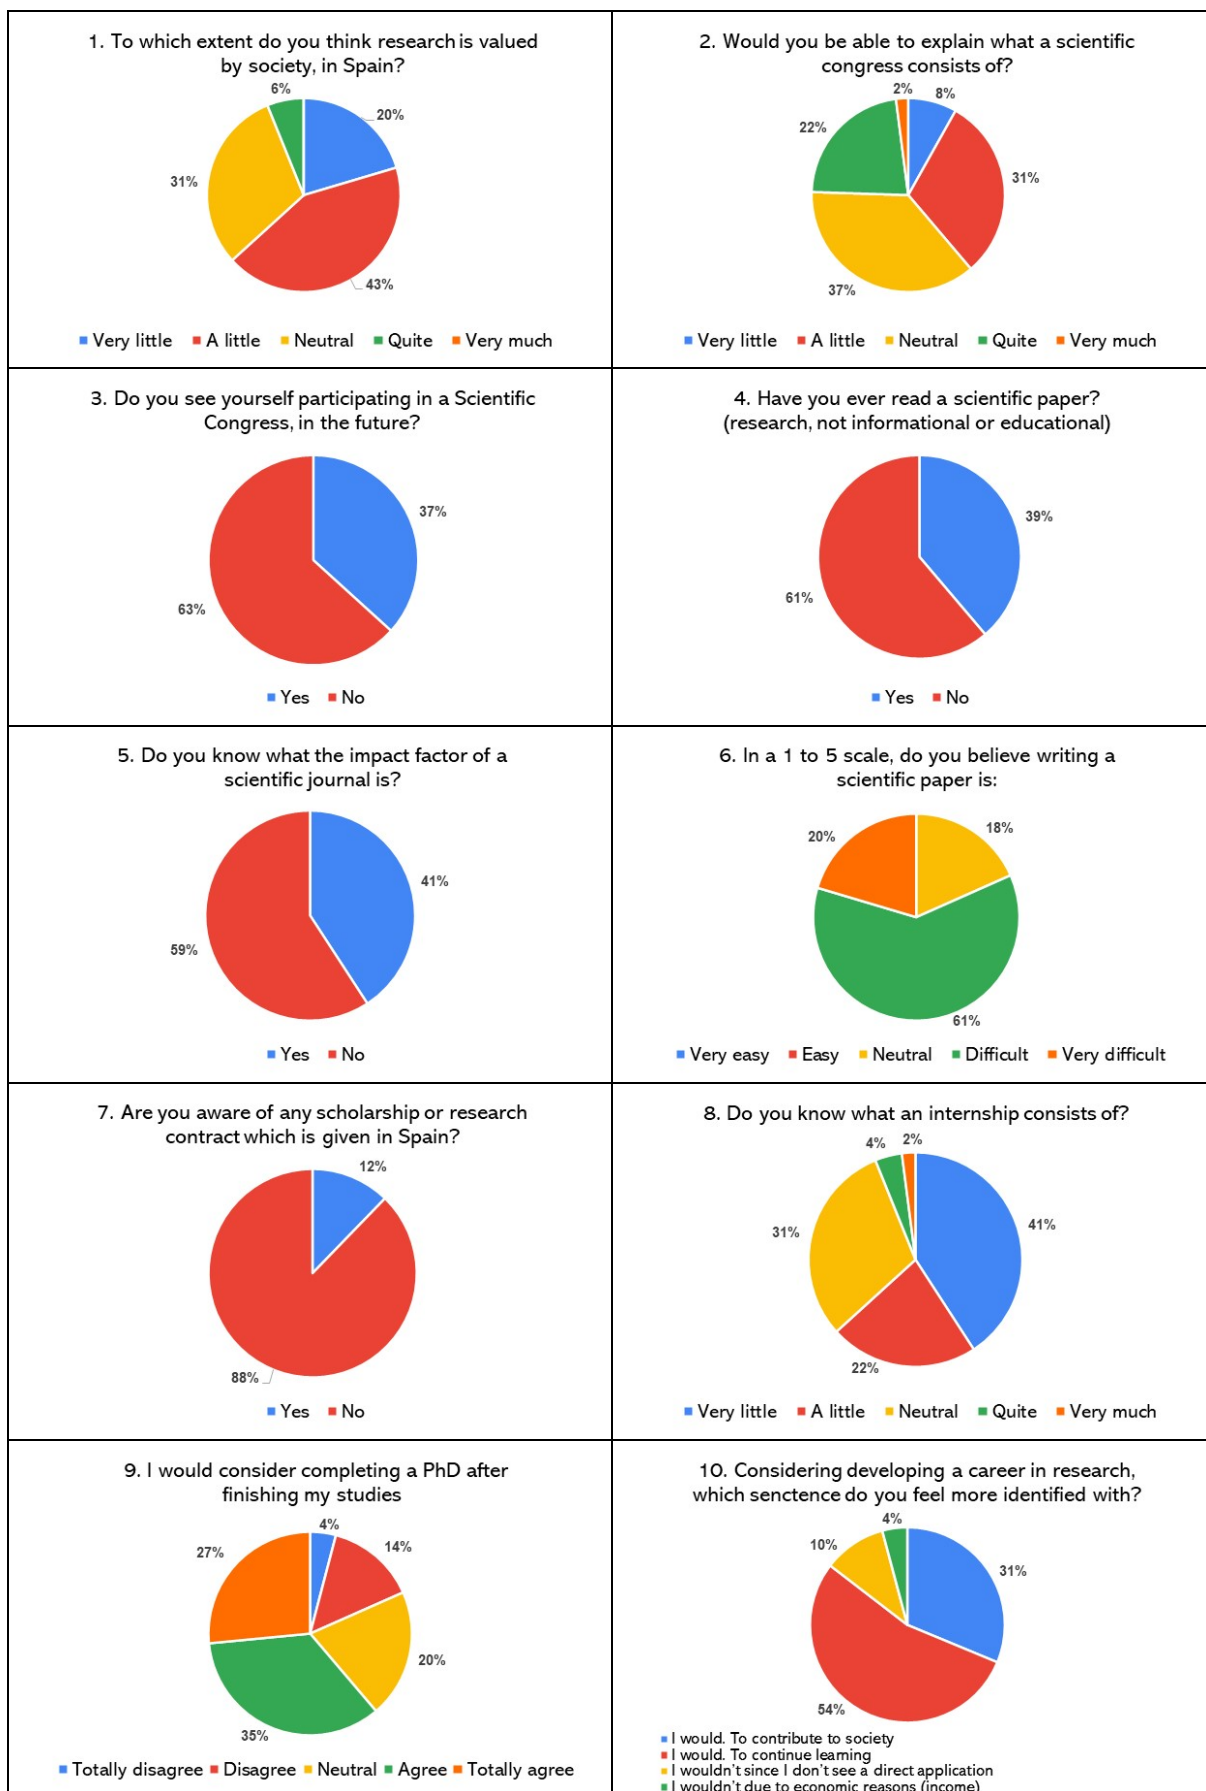 1. To which extent do you think research is valued
by society, in Spain?
6%
20%
31%
43%
Very little A little Neutral Quite Very much
2. Would you be able to explain what a scientific
congress consists of?
2%
8%
22%
31%
37%
Very little A little Neutral Quite Very much
3. Do you see yourself participating in a Scientific
Congress, in the future?
37%
63%
Yes No
4. Have you ever read a scientific paper?
(research, not informational or educational)
39%
61%
Yes No
5. Do you know what the impact factor of a
scientific journal is?
41%
59%
Yes No
6. In a 1 to 5 scale, do you believe writing a
scientific paper is:
20%
18%
61%
Very easy Easy Neutral Difficult Very difficult
7. Are you aware of any scholarship or research
contract which is given in Spain?
12%
88%
Yes No
8. Do you know what an internship consists of?
4%
2%
31%
41%
22%
Very little A little Neutral Quite Very much
9. I would consider completing a PhD after
finishing my studies
4%
27%
14%
20%
35%
Totally disagree Disagree Neutral Agree Totally agree
10. Considering developing a career in research,
which senctence do you feel more identified with?
4%
10%
31%
54%
I would. To contribute to society
I would. To continue learning
I wouldn't since I don't see a direct application
I wouldn't due to economic reasons (income)